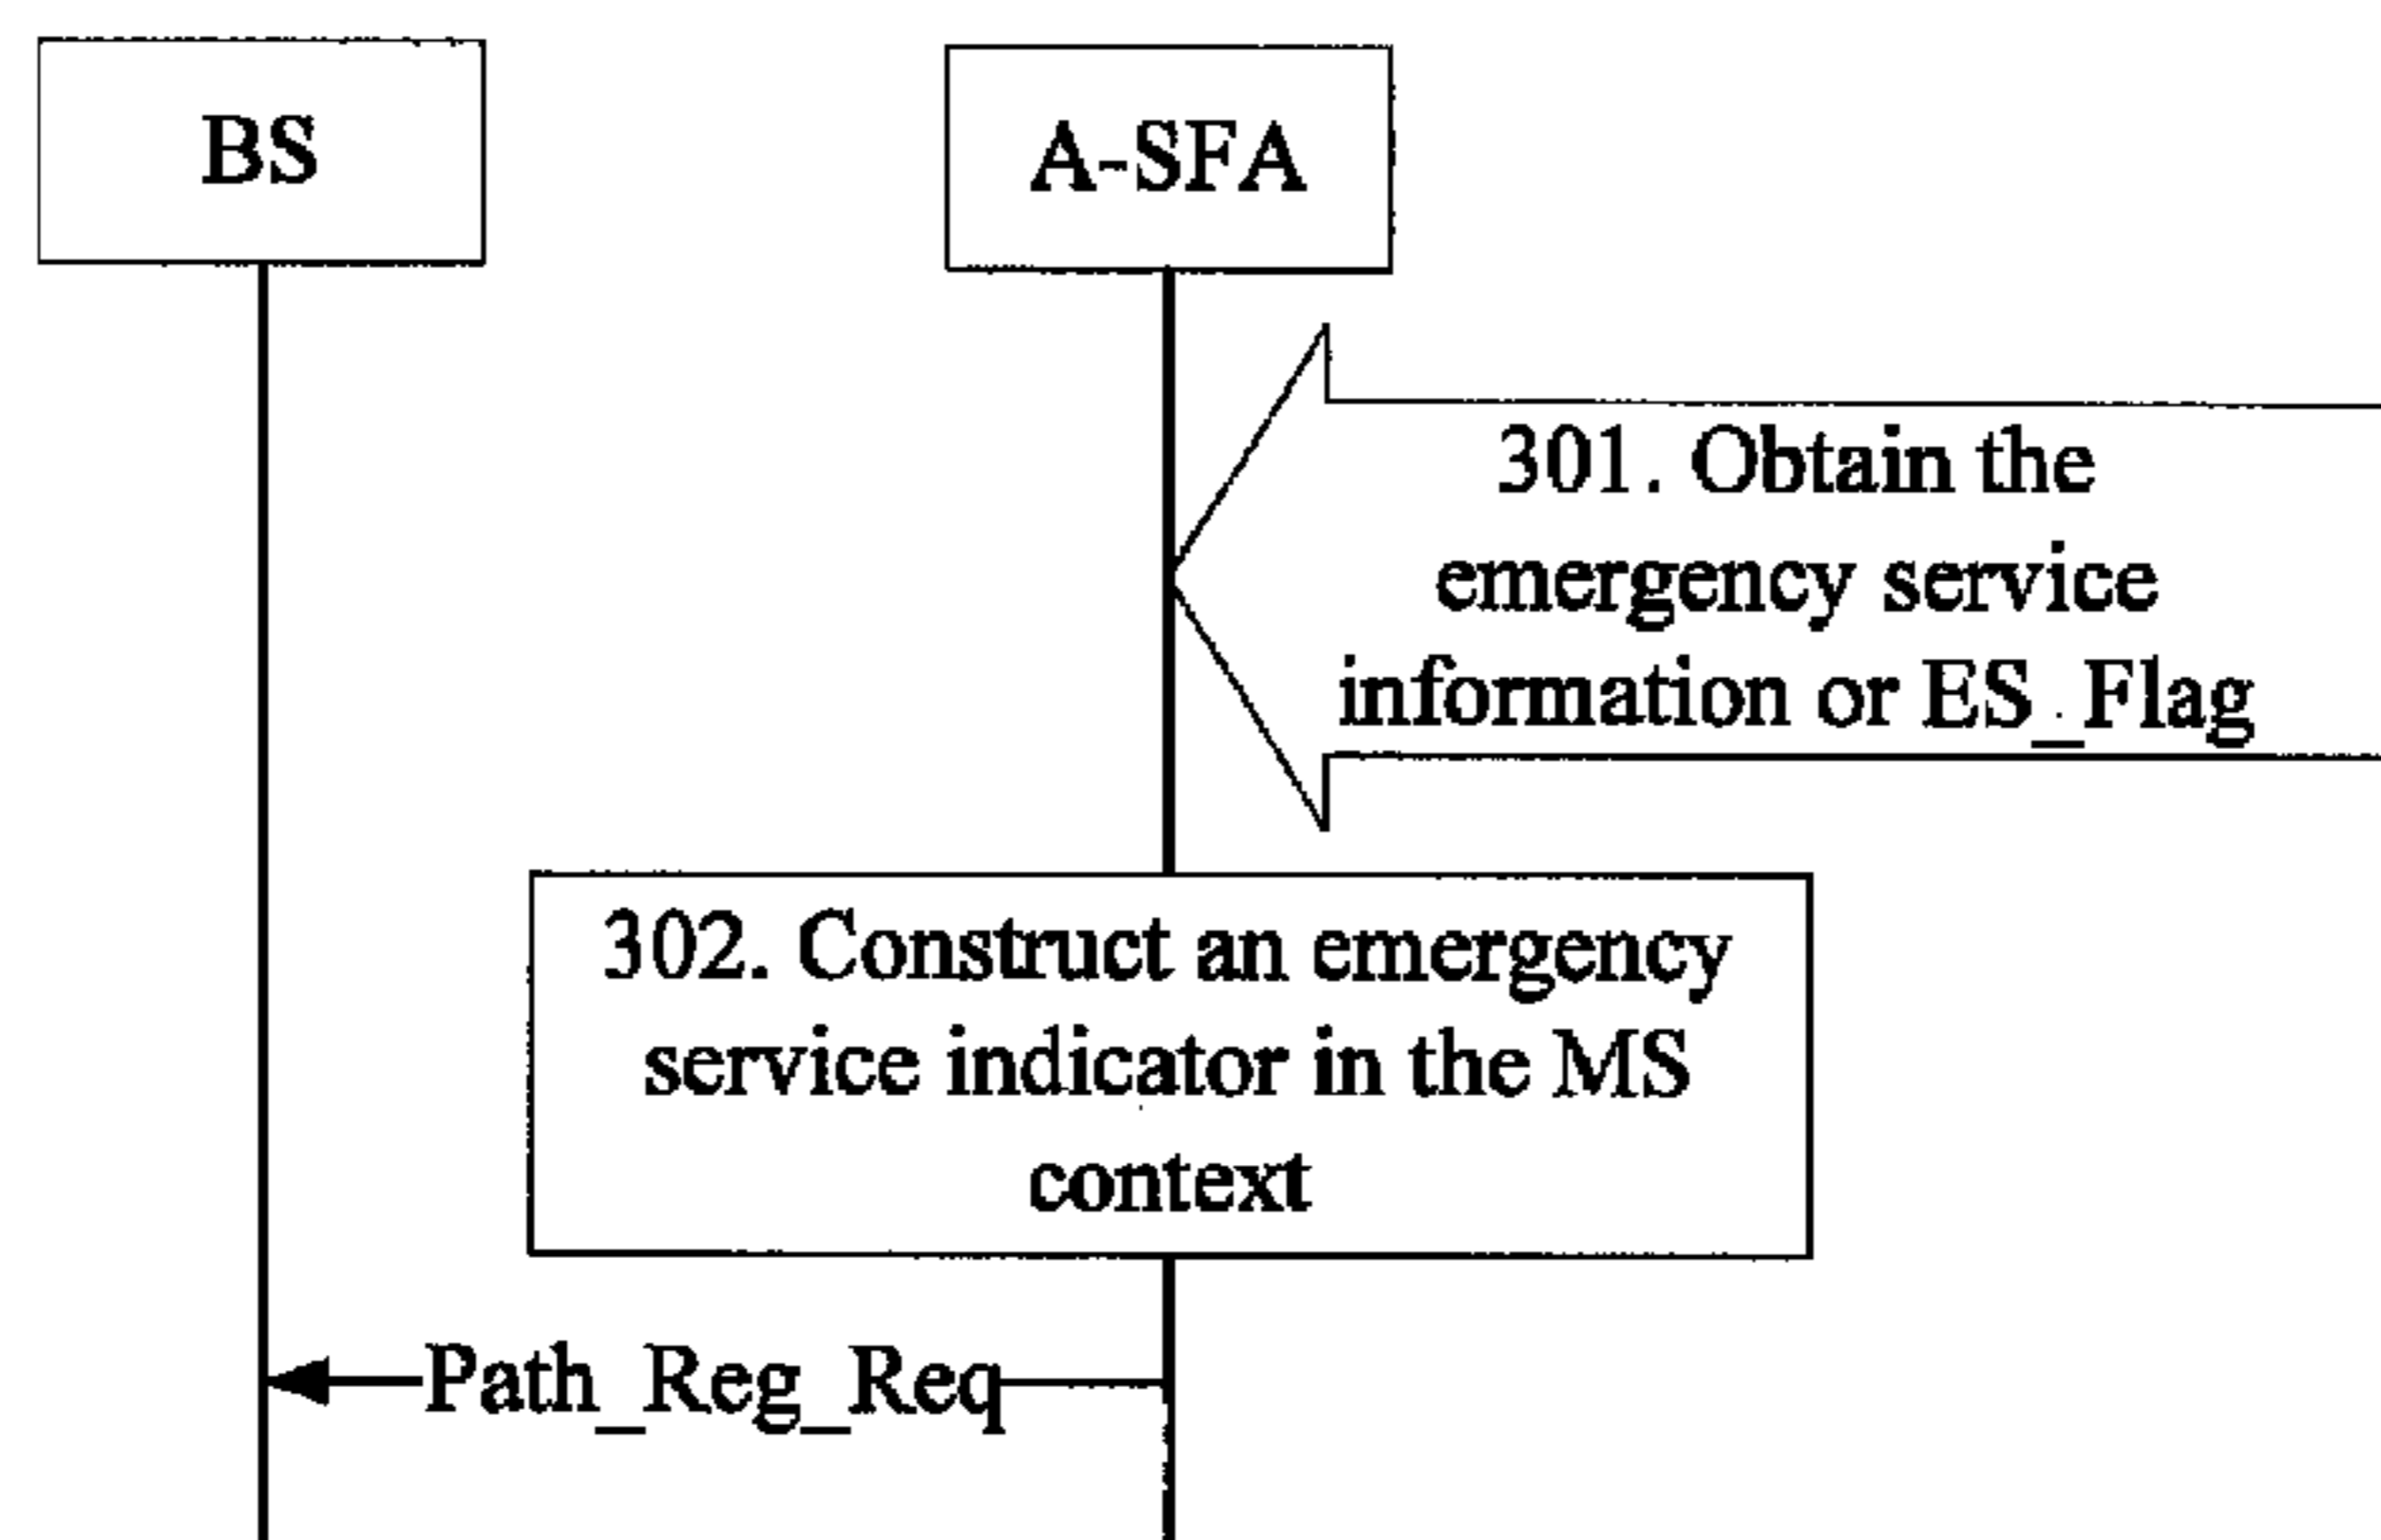 BS
A-SFA
301. Obtain the
emergency service
information or ES_Flag
302. Construct an emergency
service indicator in the MS
context
Path_Reg_Req